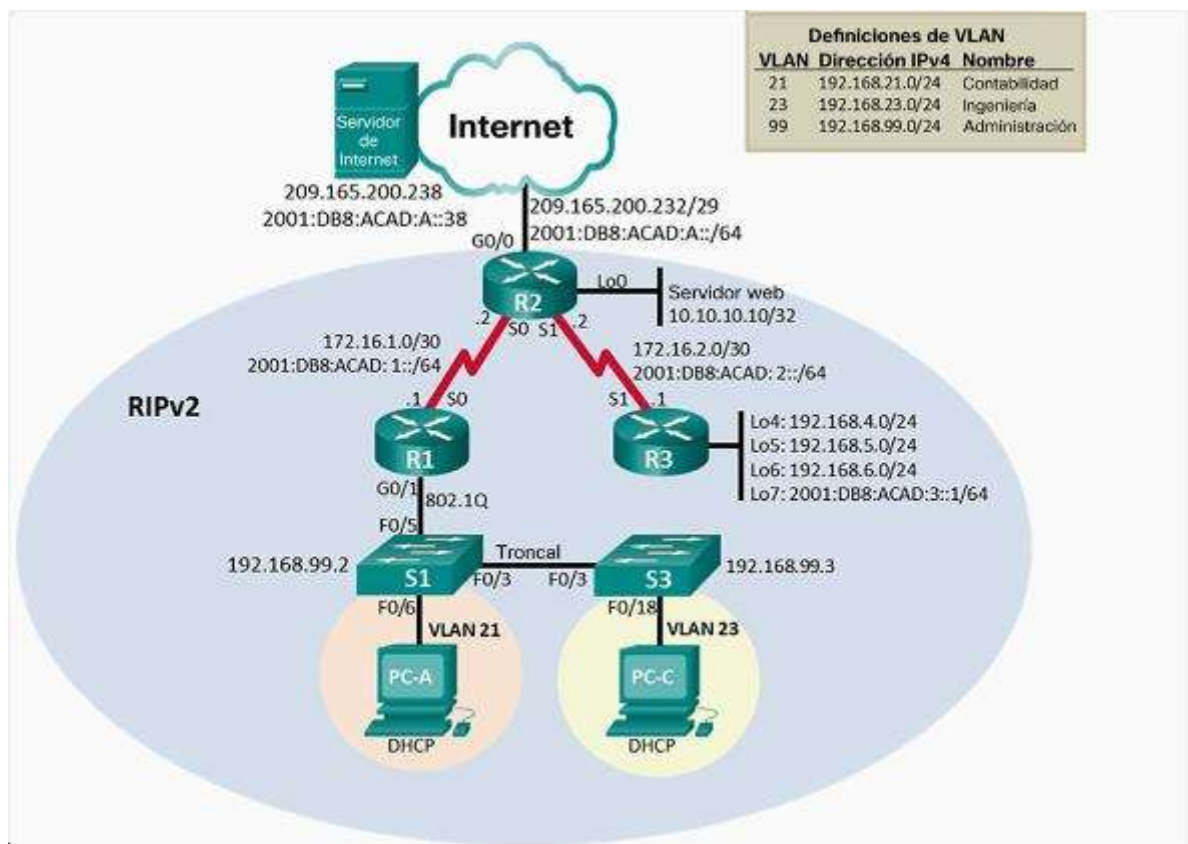 Definiciones de VLAN
VLAN Dirección IPv4 Nombre
21 192.168.21.0/24 Contabilidad
23 192.168.23.0/24 Ingeniería
99 192.168.99.0/24 Administración
Servidor
de
Internet
Internet
209.165.200.238
2001:DB8:ACAD:A::38
209.165.200.232/29
2001:DB8:ACAD:A::/64
G0/0
R2
Lo0
Servidor web
10.10.10.10/32
.2
S0
S1
.2
172.16.1.0/30
2001:DB8:ACAD: 1::/64
172.16.2.0/30
2001:DB8:ACAD: 2::/64
RIPv2
.1
S0
S1
.1
R1
R3
Lo4: 192.168.4.0/24
Lo5: 192.168.5.0/24
Lo6: 192.168.6.0/24
Lo7: 2001:DB8:ACAD:3::1/64
G0/1
802.1Q
F0/5
192.168.99.2
S1
F0/3
Troncal
F0/3
S3
192.168.99.3
F0/6
VLAN 21
F0/18
VLAN 23
PC-A
PC-C
DHCP
DHCP